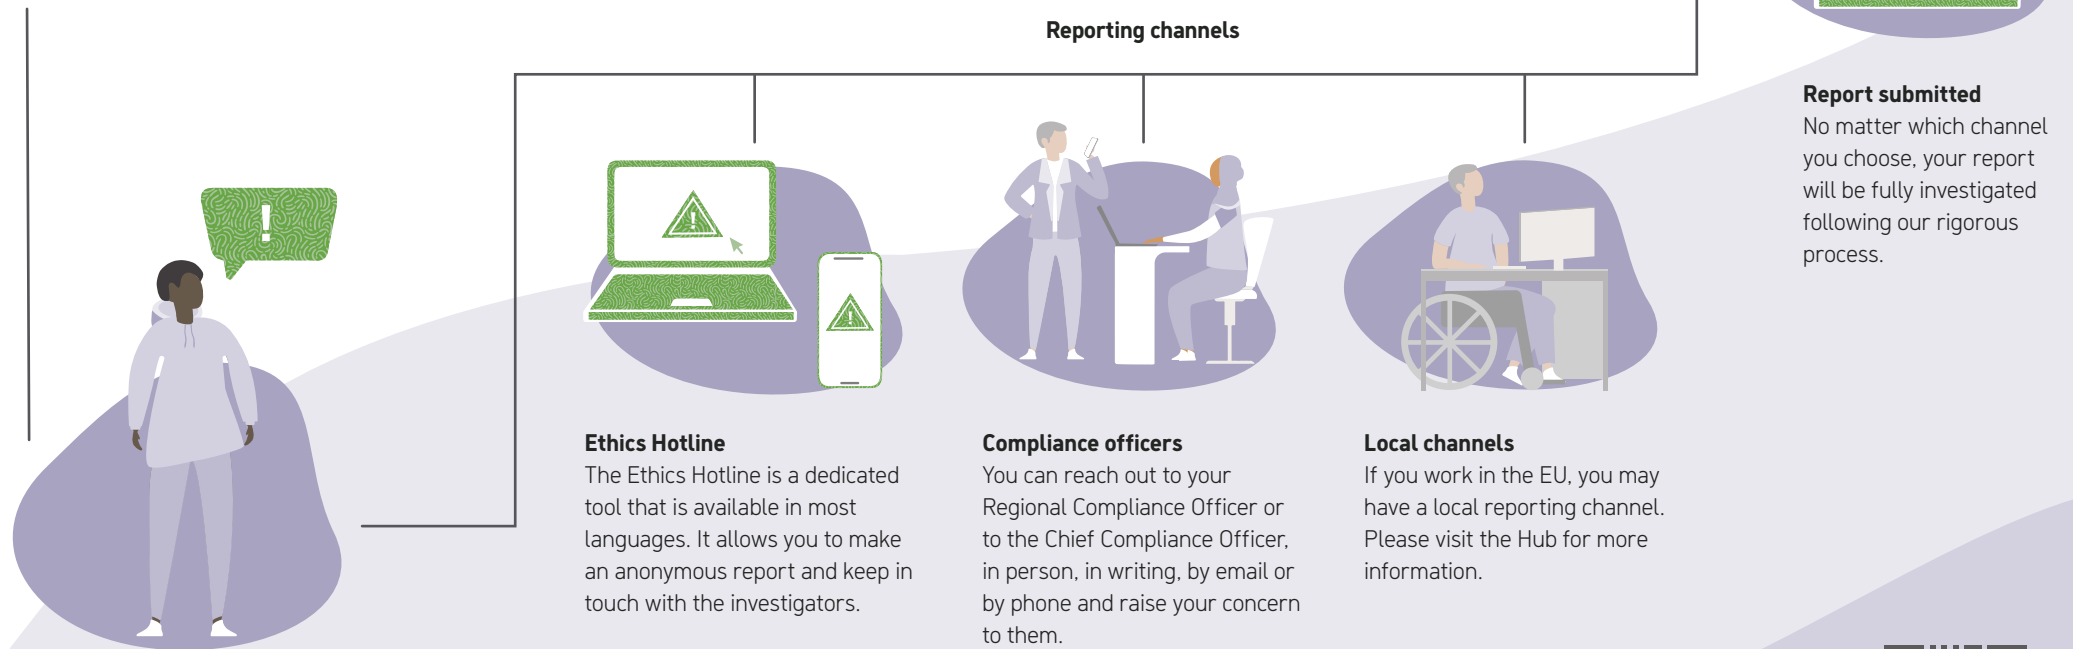 Reporting channels
Ethics Hotline
The Ethics Hotline is a dedicated
tool that is available in most
languages. It allows you to make
an anonymous report and keep in
touch with the investigators.
Compliance officers
You can reach out to your
Regional Compliance Officer or
to the Chief Compliance Officer,
in person, in writing, by email or
by phone and raise your concern
to them.
Local channels
If you work in the EU, you may
have a local reporting channel.
Please visit the Hub for more
information.
Report submitted
No matter which channel
you choose, your report
will be fully investigated
following our rigorous
process.